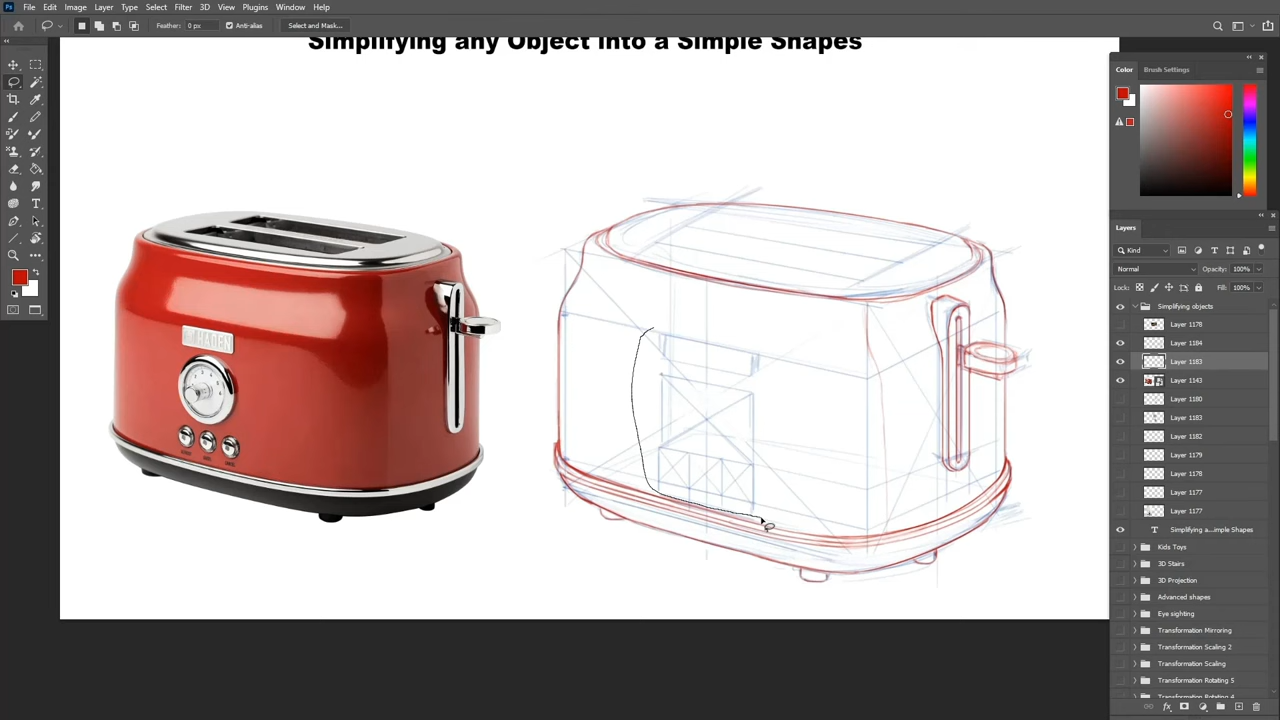 File Edit Image Layer Type Select Filter 3D View Plugins Window Help
Feather: 0 px Anti-alias Select and Mask...
Simplifying any Object into a Simple Shapes
HAGEN
Color Brush Settings
Layers
Kind
Normal Opacity: 100%
Lock: Fill: 100%
Simplifying objects
Layer 1178
Layer 1184
Layer 1183
Layer 1143
Layer 1180
Layer 1183
Layer 1182
Layer 1179
Layer 1178
Layer 1177
Layer 1177
Simplifying a...imple Shapes
Kids Toys
3D Stairs
3D Projection
Advanced shapes
Eye sighting
Transformation Mirroring
Transformation Scaling 2
Transformation Scaling
Transformation Rotating 5
Transformation Rotating 4